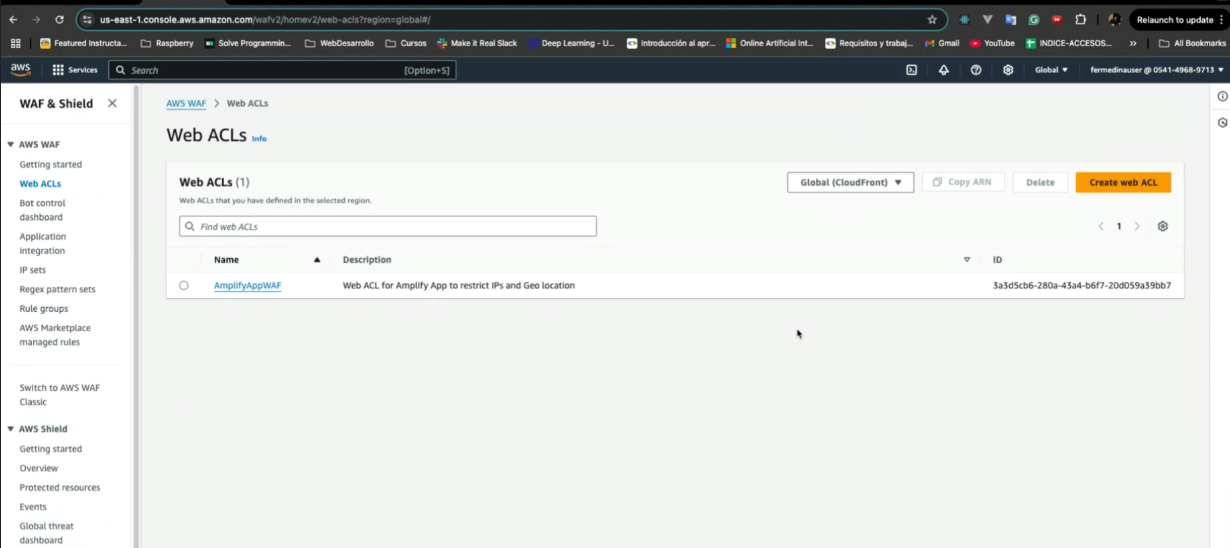 us-east-1.console.aws.amazon.com/wafv2/homev2/web-acls?region=global#/
Relaunch to update
Featured Instructa...
Raspberry
Solve Programmin...
WebDesarrollo
Cursos
Make it Real Slack
Deep Learning - U...
Introducción al apr...
Online Artificial Int...
Requisitos y trabaj...
Gmail
YouTube
INDICE-ACCESOS...
All Bookmarks
aws
Services
Search
[Option+S]
Global
fermedinauser @ 0541-4968-9713
WAF & Shield
AWS WAF
Getting started
Web ACLs
Bot control
dashboard
Application
integration
IP sets
Regex pattern sets
Rule groups
AWS Marketplace
managed rules
Switch to AWS WAF
Classic
AWS Shield
Getting started
Overview
Protected resources
Events
Global threat
dashboard
AWS WAF > Web ACLs
Web ACLs Info
Web ACLs (1)
Web ACLs that you have defined in the selected region.
Global (CloudFront)
Copy ARN
Delete
Create web ACL
Find web ACLs
1
Name
Description
ID
AmplifyAppWAF
Web ACL for Amplify App to restrict IPs and Geo location
3a3d5cb6-280a-43a4-b6f7-20d059a39bb7